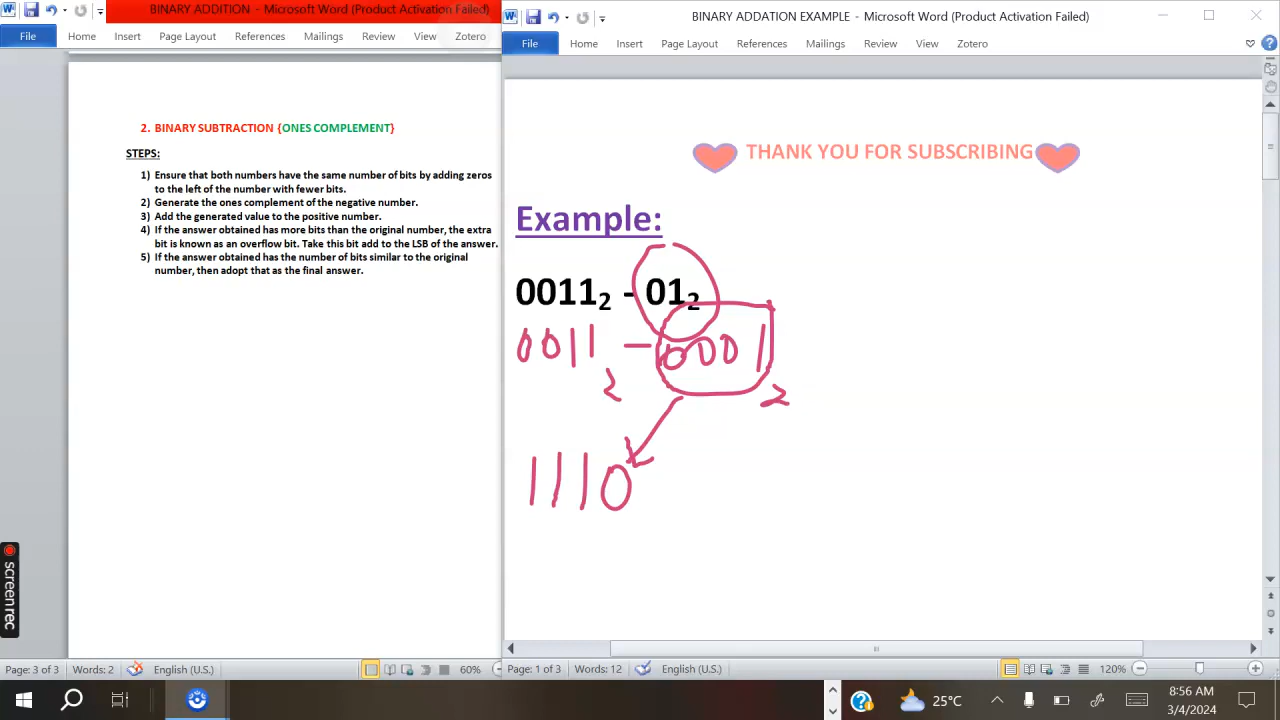 BINARY ADDITION - Microsoft Word (Product Activation Failed)
File Home Insert Page Layout References Mailings Review View Zotero
2. BINARY SUBTRACTION {ONES COMPLEMENT}
STEPS:
1) Ensure that both numbers have the same number of bits by adding zeros
to the left of the number with fewer bits.
2) Generate the ones complement of the negative number.
3) Add the generated value to the positive number.
4) If the answer obtained has more bits than the original number, the extra
bit is known as an overflow bit. Take this bit add to the LSB of the answer.
5) If the answer obtained has the number of bits similar to the original
number, then adopt that as the final answer.
Page: 3 of 3 Words: 2 English (U.S.) 60%
screen rec
BINARY ADDATION EXAMPLE - Microsoft Word (Product Activation Failed)
File Home Insert Page Layout References Mailings Review View Zotero
THANK YOU FOR SUBSCRIBING
Example:
0011₂ - 01₂
0011₂ - 0001₂
1110
Page: 1 of 3 Words: 12 English (U.S.) 120%
25°C
8:56 AM
3/4/2024